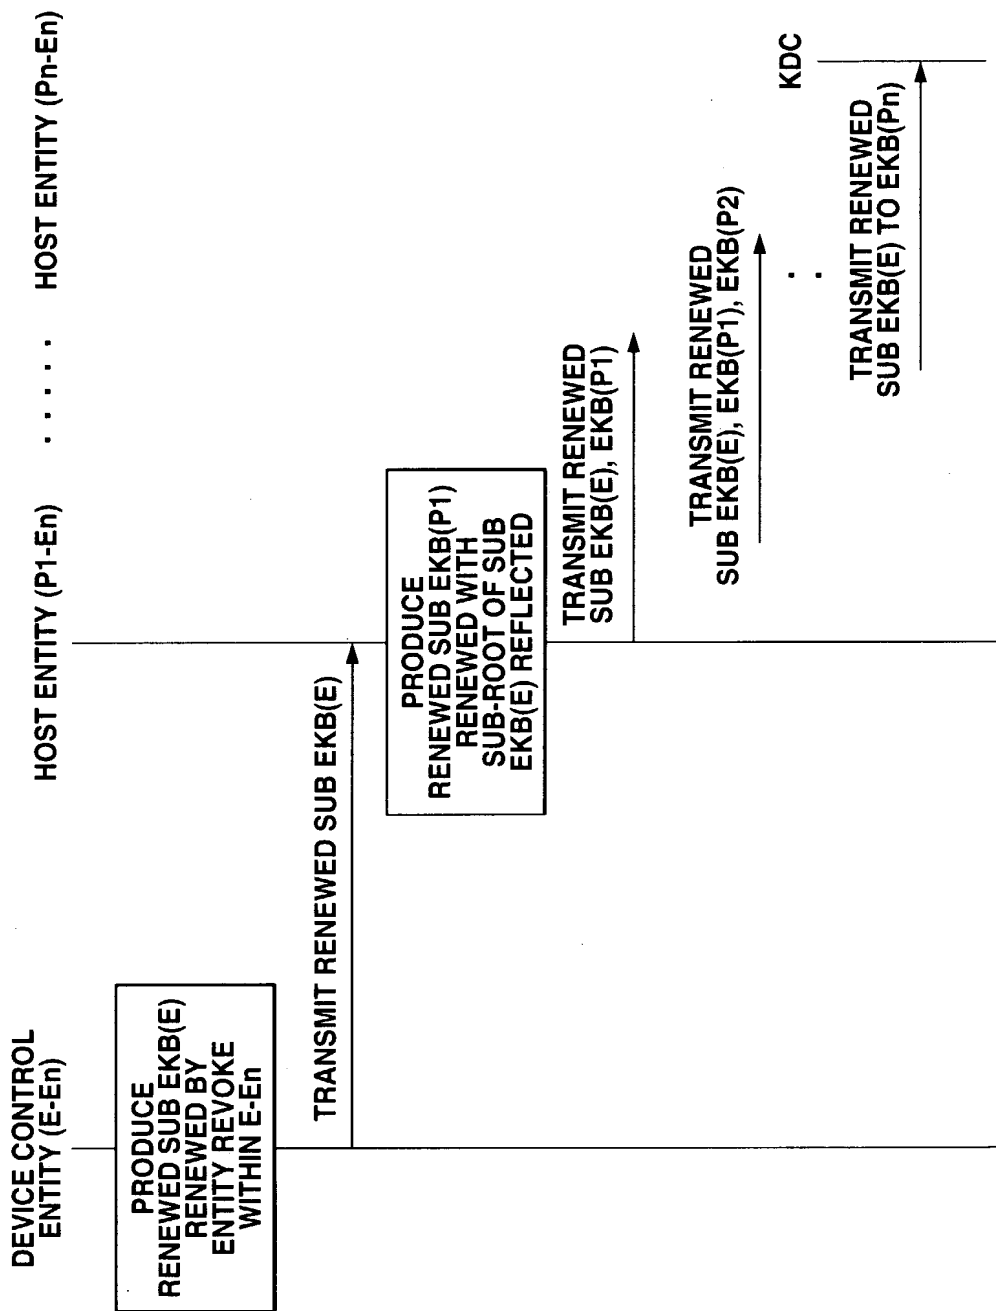 DEVICE CONTROL
ENTITY (E-En)
HOST ENTITY (P1-En)
. . . . .
HOST ENTITY (Pn-En)
PRODUCE
RENEWED SUB EKB(E)
RENEWED BY
ENTITY REVOKE
WITHIN E-En
TRANSMIT RENEWED SUB EKB(E)
PRODUCE
RENEWED SUB EKB(P1)
RENEWED WITH
SUB-ROOT OF SUB
EKB(E) REFLECTED
TRANSMIT RENEWED
SUB EKB(E), EKB(P1)
TRANSMIT RENEWED
SUB EKB(E), EKB(P1), EKB(P2)
. .
KDC
TRANSMIT RENEWED
SUB EKB(E) TO EKB(Pn)